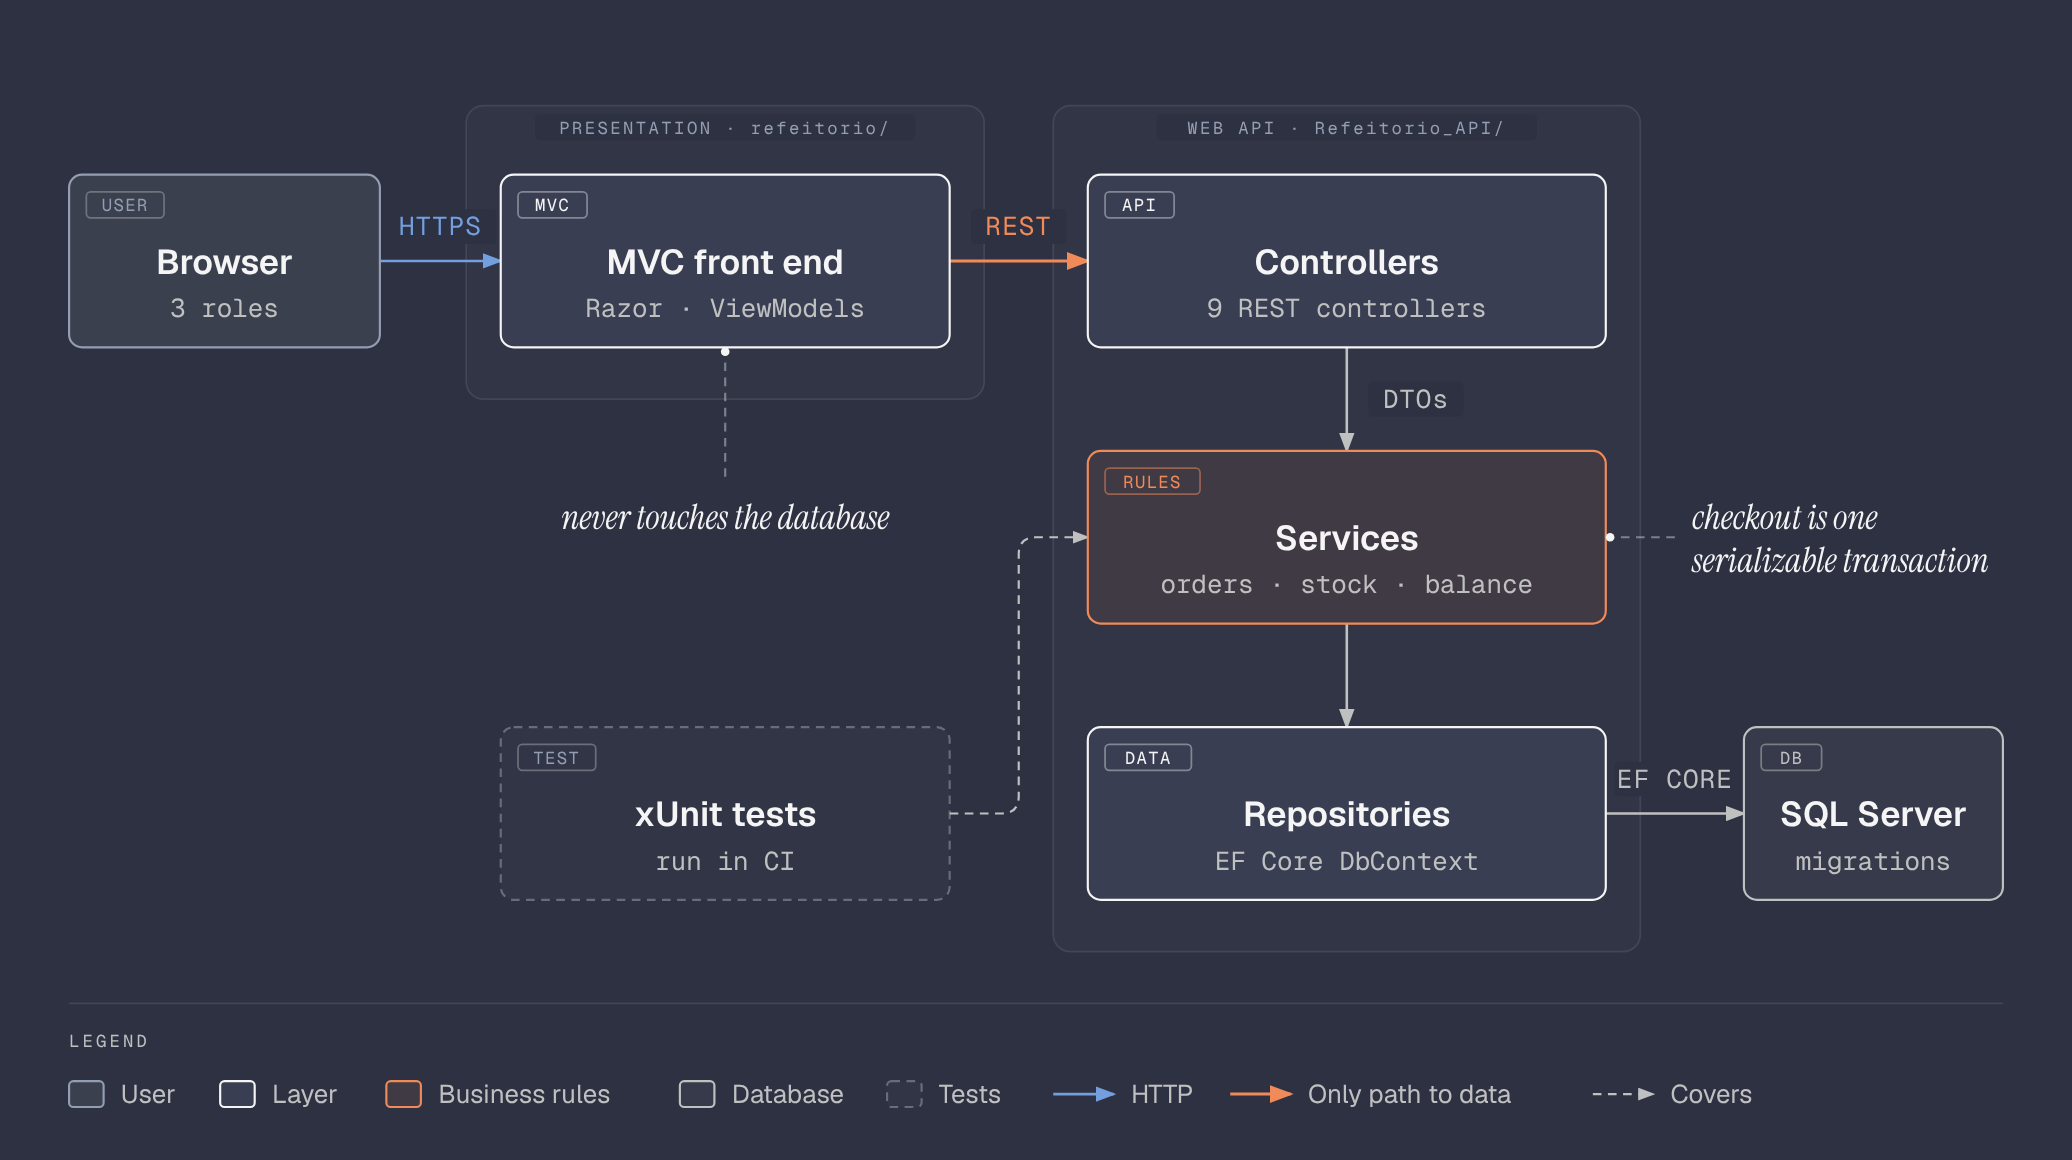 PRESENTATION · refeitorio/
WEB API · Refeitorio_API/
USER
Browser
3 roles
HTTPS
MVC
MVC front end
Razor · ViewModels
REST
API
Controllers
9 REST controllers
DTOs
never touches the database
RULES
Services
orders · stock · balance
checkout is one
serializable transaction
TEST
xUnit tests
run in CI
DATA
Repositories
EF Core DbContext
EF CORE
DB
SQL Server
migrations
LEGEND
User
Layer
Business rules
Database
Tests
HTTP
Only path to data
Covers